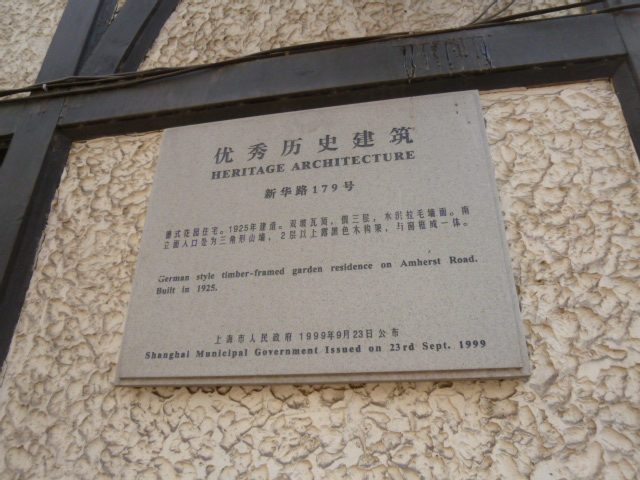 优秀历史建筑
HERITAGE ARCHITECTURE
新华路179号
德式花园住宅。1925年建造。双坡瓦顶，假三层，水泥拉毛墙面。南
立面入口处为三角形山墙，2层以上露黑色木构架，与窗框成一体。
German style timber-framed garden residence on Amherst Road.
Built in 1925.
上海市人民政府 1999年9月23日公布
Shanghai Municipal Government Issued on 23rd Sept. 1999